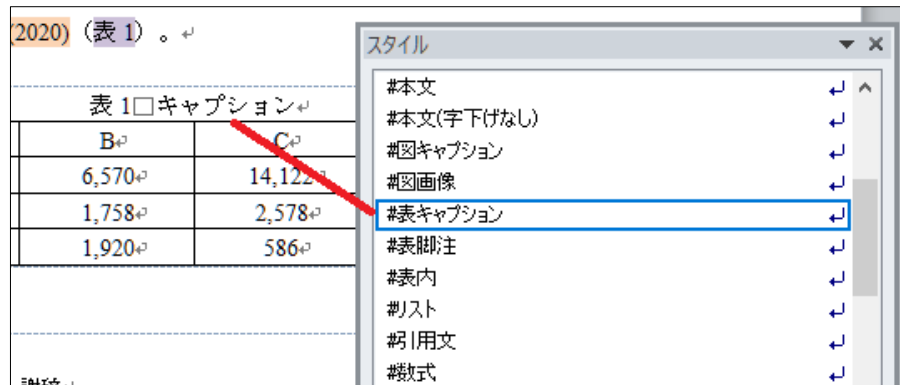 (2020)（表 1）。↵
表 1□キャプション↵
B↵ C↵
6,570↵ 14,122
1,758↵ 2,578↵
1,920↵ 586↵
スタイル
#本文
#本文(字下げなし)
#図キャプション
#図画像
#表キャプション
#表脚注
#表内
#リスト
#引用文
#数式